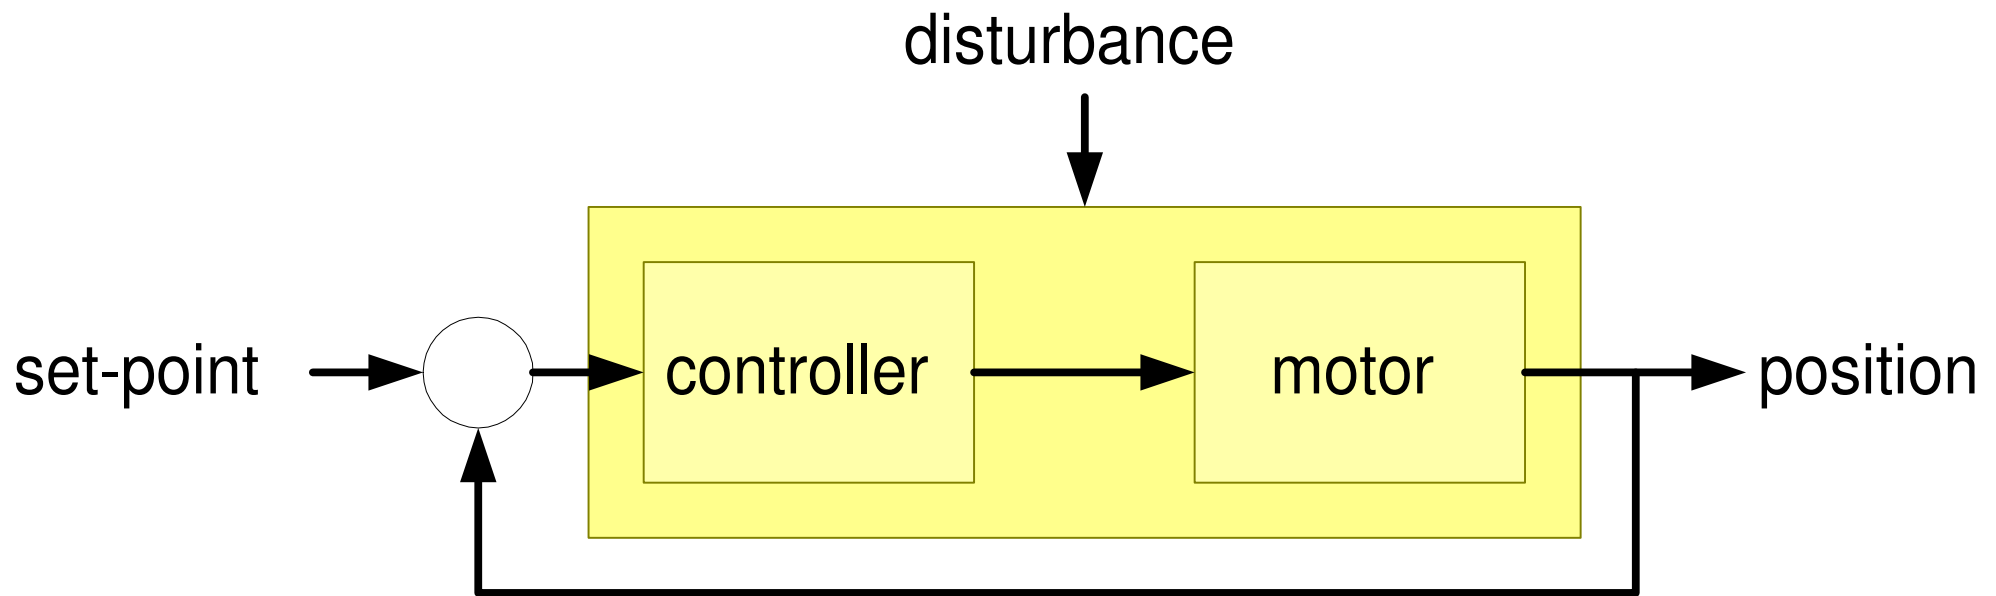 disturbance
set-point
controller
motor
position